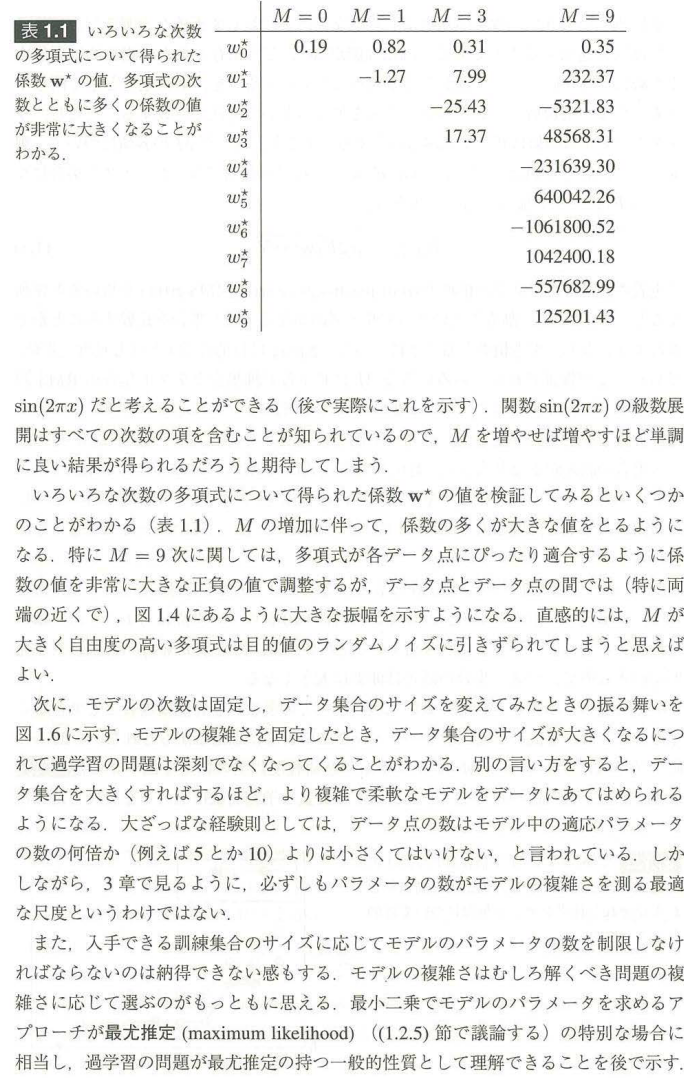 表 1.1 いろいろな次数
の多項式について得られた
係数 w⋆ の値．多項式の次
数とともに多くの係数の値
が非常に大きくなることが
わかる．
M = 0 M = 1 M = 3 M = 9
w⋆0 0.19 0.82 0.31 0.35
w⋆1 −1.27 7.99 232.37
w⋆2 −25.43 −5321.83
w⋆3 17.37 48568.31
w⋆4 −231639.30
w⋆5 640042.26
w⋆6 −1061800.52
w⋆7 1042400.18
w⋆8 −557682.99
w⋆9 125201.43
sin(2πx) だと考えることができる（後で実際にこれを示す）．関数 sin(2πx) の級数展
開はすべての次数の項を含むことが知られているので，M を増やせば増やすほど単調
に良い結果が得られるだろうと期待してしまう．
いろいろな次数の多項式について得られた係数 w⋆ の値を検証してみるといくつか
のことがわかる（表 1.1）．M の増加に伴って，係数の多くが大きな値をとるように
なる．特に M = 9 次に関しては，多項式が各データ点にぴったり適合するように係
数の値を非常に大きな正負の値で調整するが，データ点とデータ点の間では（特に両
端の近くで），図 1.4 にあるように大きな振幅を示すようになる．直感的には，M が
大きく自由度の高い多項式は目的値のランダムノイズに引きずられてしまうと思えば
よい．
次に，モデルの次数は固定し，データ集合のサイズを変えてみたときの振る舞いを
図 1.6 に示す．モデルの複雑さを固定したとき，データ集合のサイズが大きくなるにつ
れて過学習の問題は深刻でなくなってくることがわかる．別の言い方をすると，デー
タ集合を大きくすればするほど，より複雑で柔軟なモデルをデータにあてはめられる
ようになる．大ざっぱな経験則としては，データ点の数はモデル中の適応パラメータ
の数の何倍か（例えば 5 とか 10）よりは小さくてはいけない，と言われている．しか
しながら，3 章で見るように，必ずしもパラメータの数がモデルの複雑さを測る最適
な尺度というわけではない．
また，入手できる訓練集合のサイズに応じてモデルのパラメータの数を制限しなけ
ればならないのは納得できない感もする．モデルの複雑さはむしろ解くべき問題の複
雑さに応じて選ぶのがもっともに思える．最小二乗でモデルのパラメータを求めるア
プローチが最尤推定 (maximum likelihood) （(1.2.5) 節で議論する）の特別な場合に
相当し，過学習の問題が最尤推定の持つ一般的性質として理解できることを後で示す．